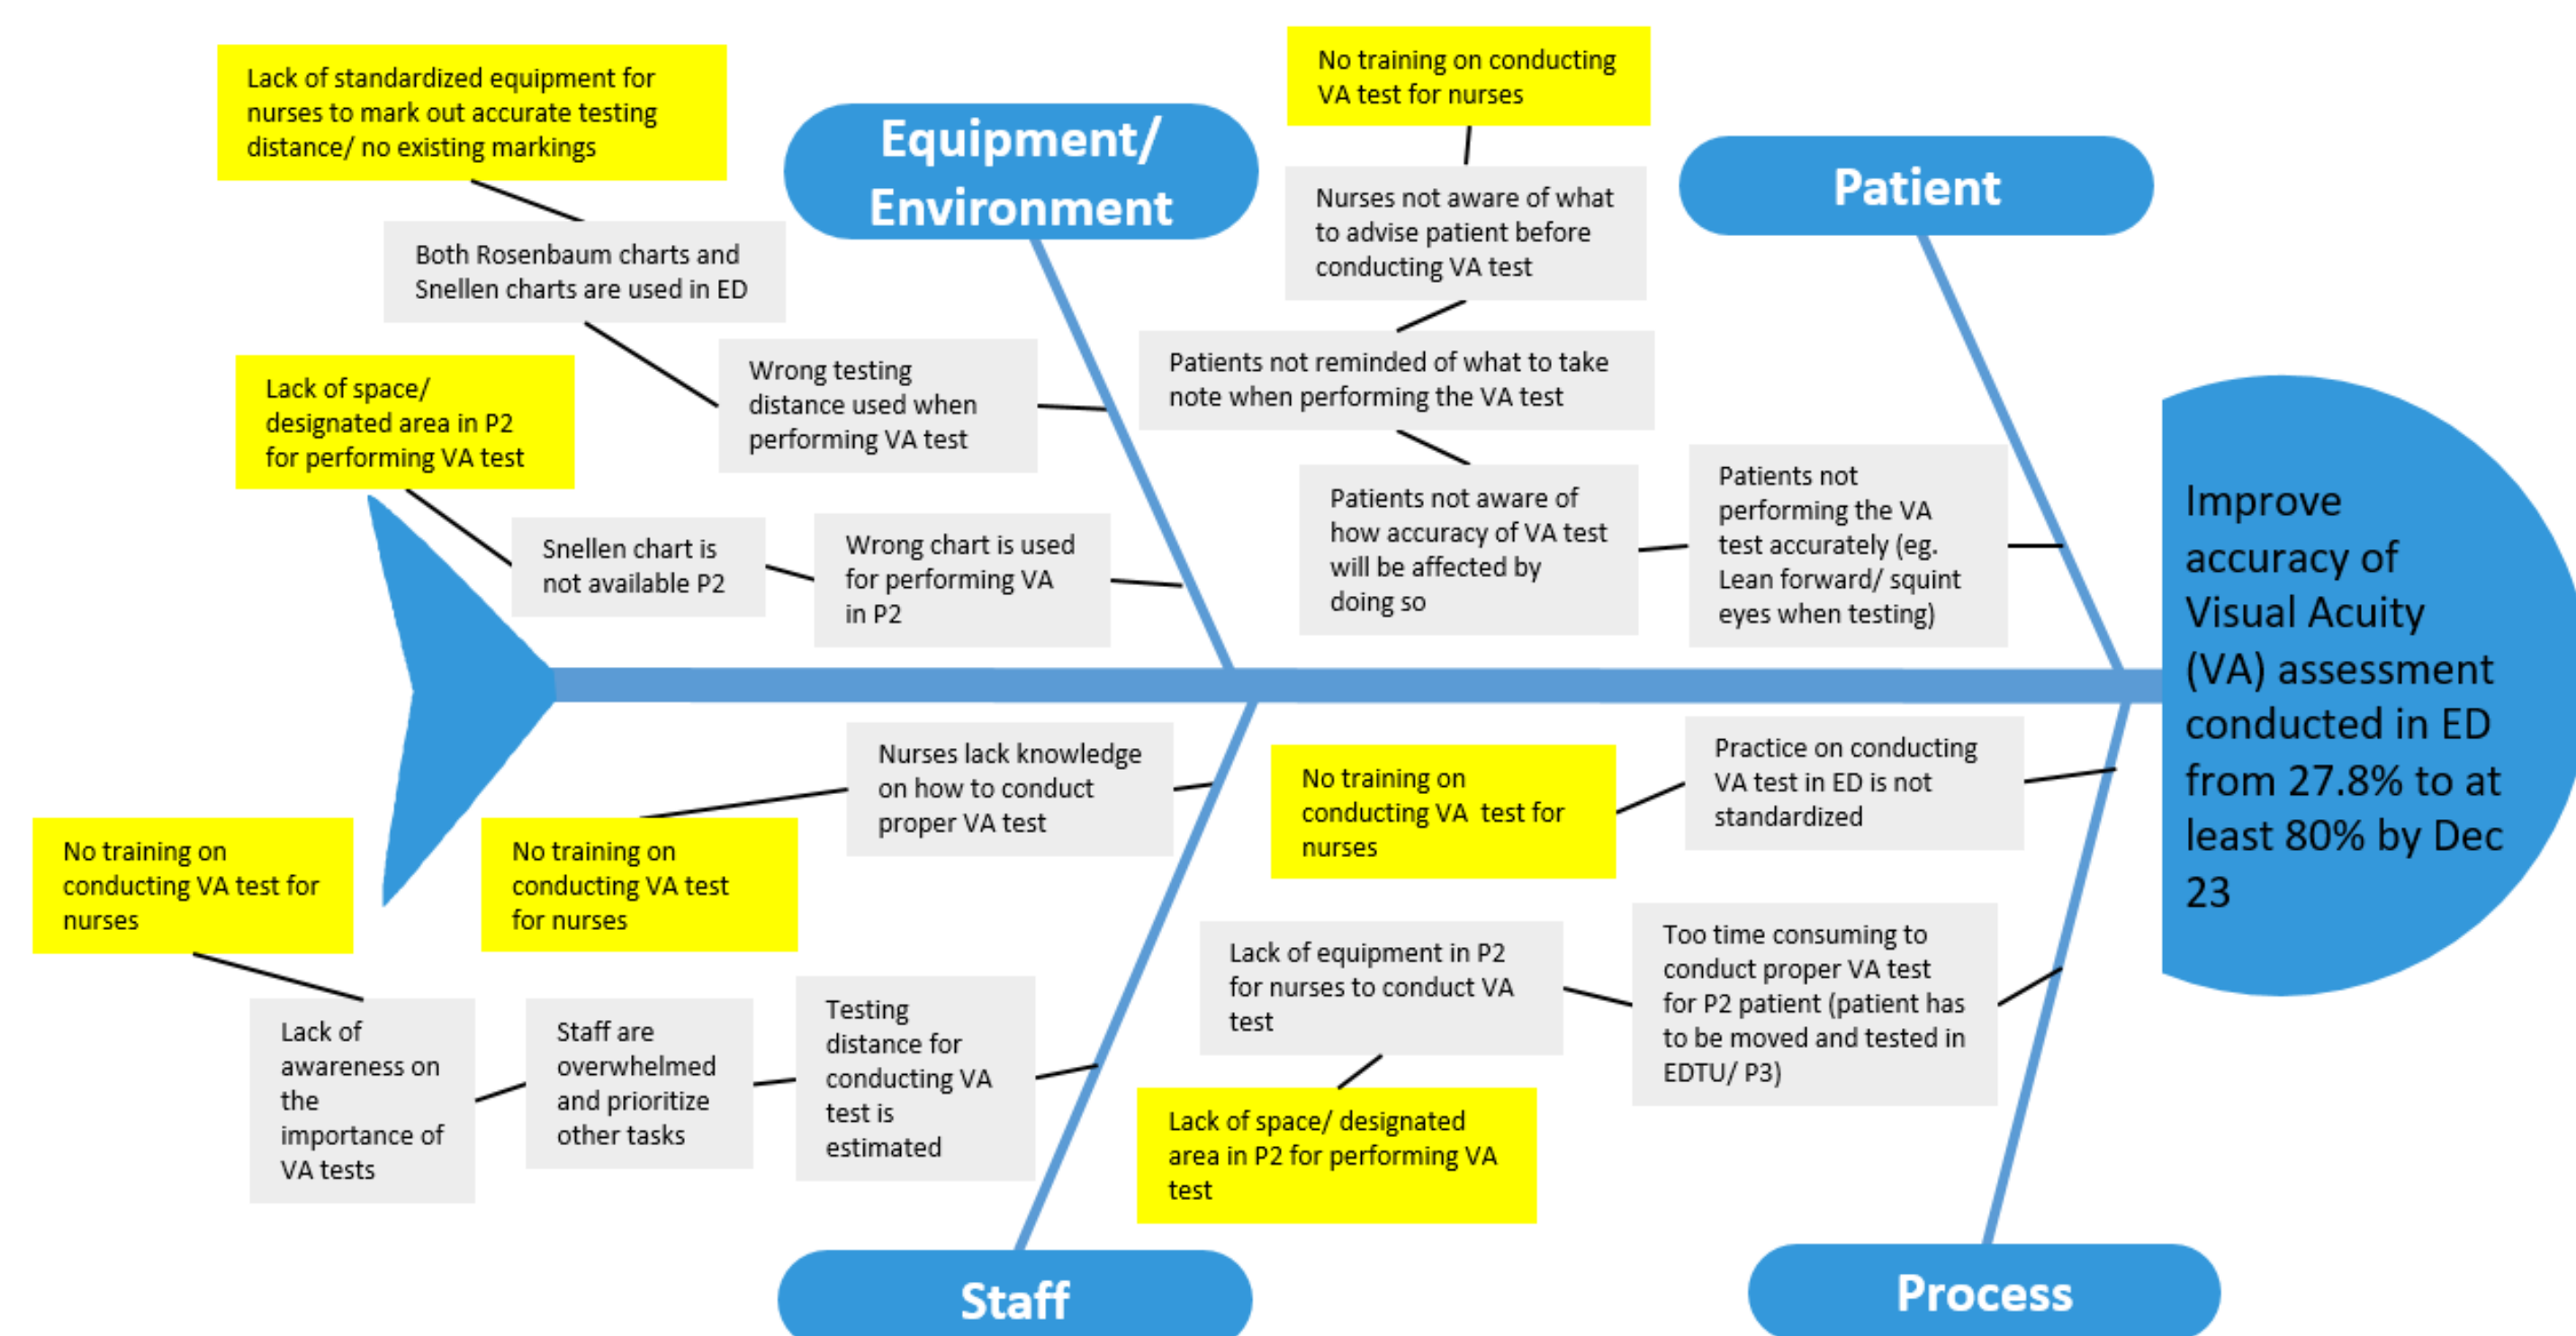 Lack of standardized equipment for
nurses to mark out accurate testing
distance/ no existing markings
Both Rosenbaum charts and
Snellen charts are used in ED
Wrong testing
distance used when
performing VA test
Equipment/
Environment
Lack of space/
designated area in P2
for performing VA test
Snellen chart is
not available P2
Wrong chart is used
for performing VA
in P2
No training on conducting
VA test for nurses
Nurses not aware of what
to advise patient before
conducting VA test
Patients not reminded of what to take
note when performing the VA test
Patients not aware of
how accuracy of VA test
will be affected by
doing so
Patients not
performing the VA
test accurately (eg.
Lean forward/ squint
eyes when testing)
Patient
Improve
accuracy of
Visual Acuity
(VA) assessment
conducted in ED
from 27.8% to at
least 80% by Dec
23
Nurses lack knowledge
on how to conduct
proper VA test
No training on
conducting VA test
for nurses
No training on
conducting VA test for
nurses
Lack of
awareness on
the
importance of
VA tests
Staff are
overwhelmed
and prioritize
other tasks
Testing
distance for
conducting VA
test is
estimated
Staff
No training on
conducting VA  test for
nurses
Practice on conducting
VA test in ED is not
standardized
Lack of equipment in P2
for nurses to conduct VA
test
Too time consuming to
conduct proper VA test
for P2 patient (patient has
to be moved and tested in
EDTU/ P3)
Lack of space/ designated
area in P2 for performing VA
test
Process